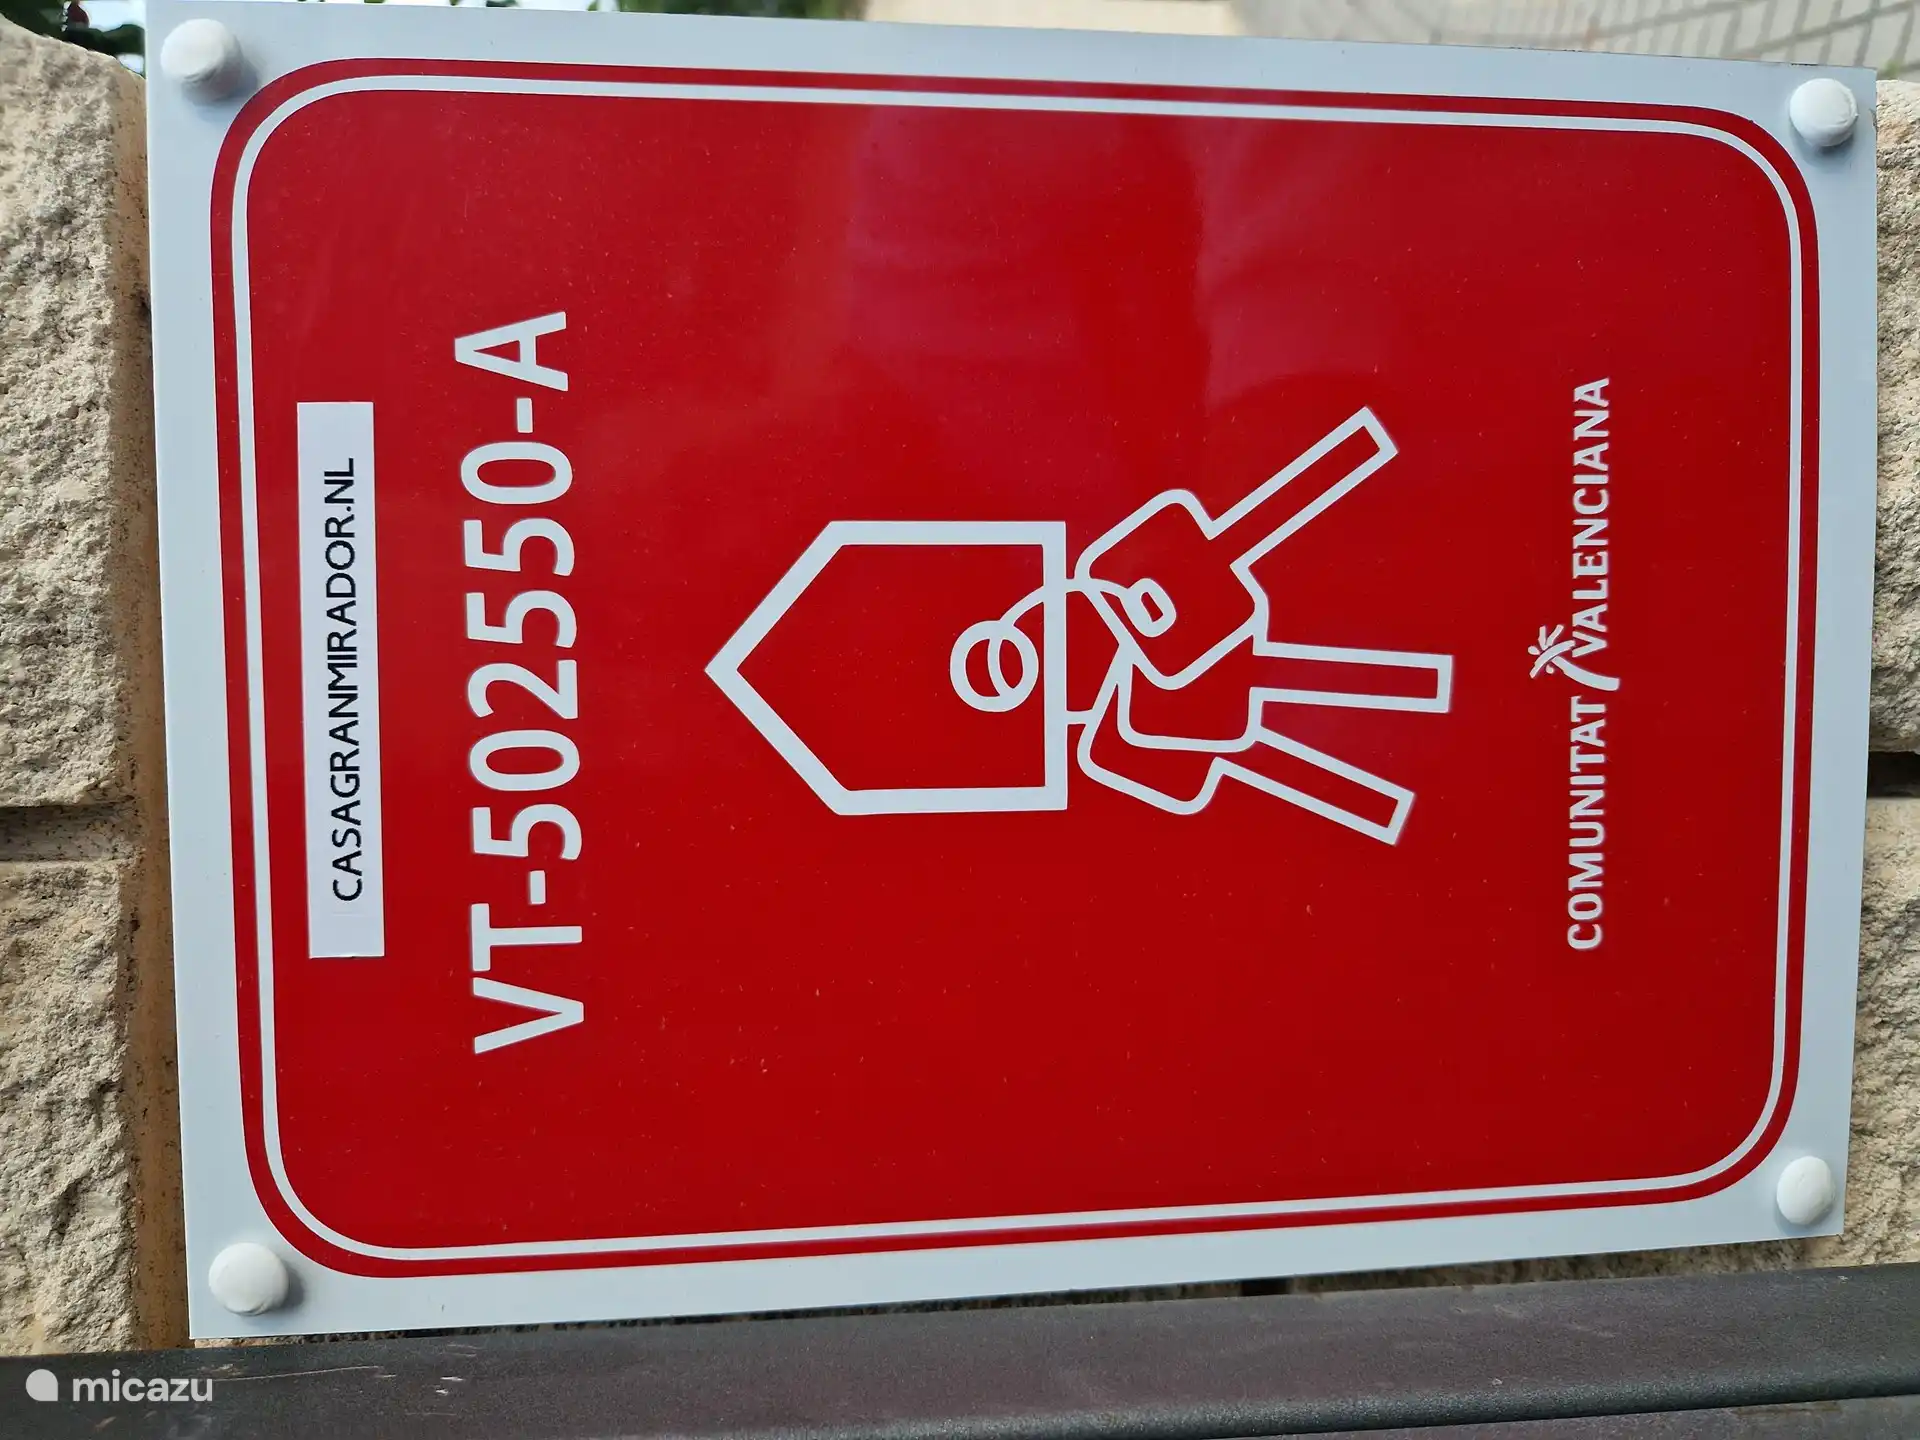 CASAGRANMIRADOR.NL
VT-502550-A
COMUNITAT VALENCIANA
micazu